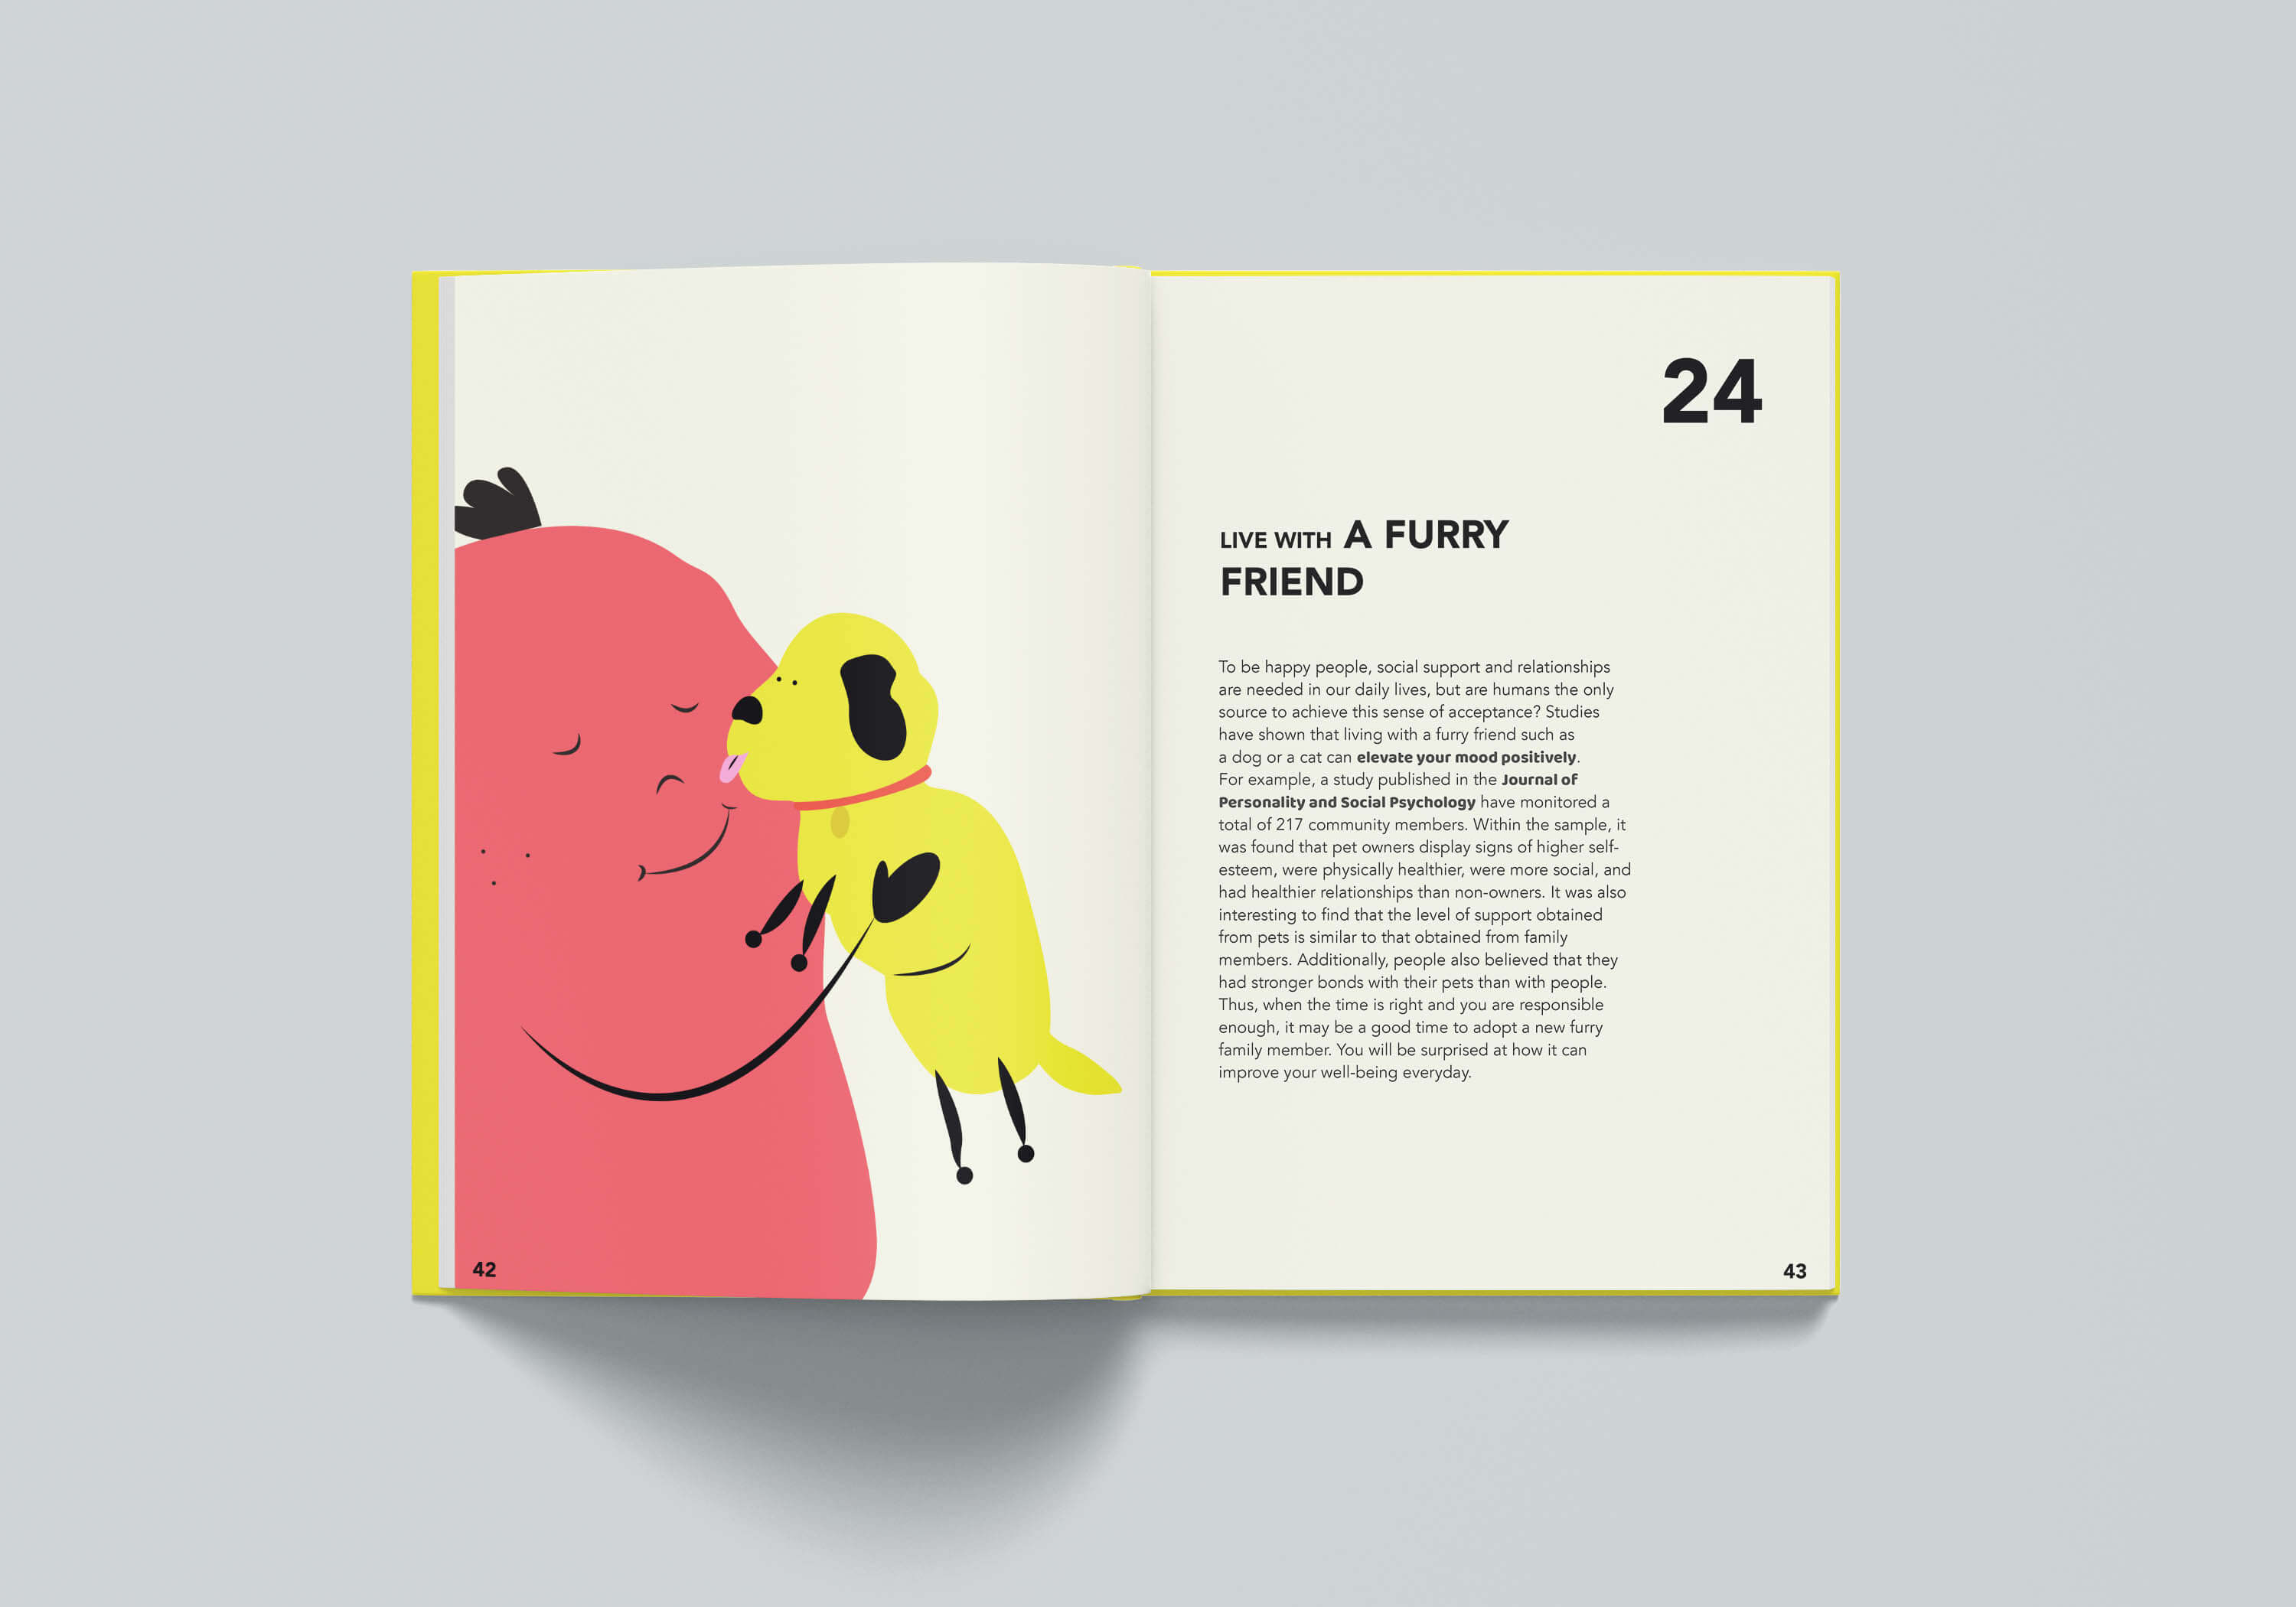 42
24
LIVE WITH A FURRY
FRIEND
To be happy people, social support and relationships
are needed in our daily lives, but are humans the only
source to achieve this sense of acceptance? Studies
have shown that living with a furry friend such as
a dog or a cat can elevate your mood positively.
For example, a study published in the Journal of
Personality and Social Psychology have monitored a
total of 217 community members. Within the sample, it
was found that pet owners display signs of higher self-
esteem, were physically healthier, were more social, and
had healthier relationships than non-owners. It was also
interesting to find that the level of support obtained
from pets is similar to that obtained from family
members. Additionally, people also believed that they
had stronger bonds with their pets than with people.
Thus, when the time is right and you are responsible
enough, it may be a good time to adopt a new furry
family member. You will be surprised at how it can
improve your well-being everyday.
43